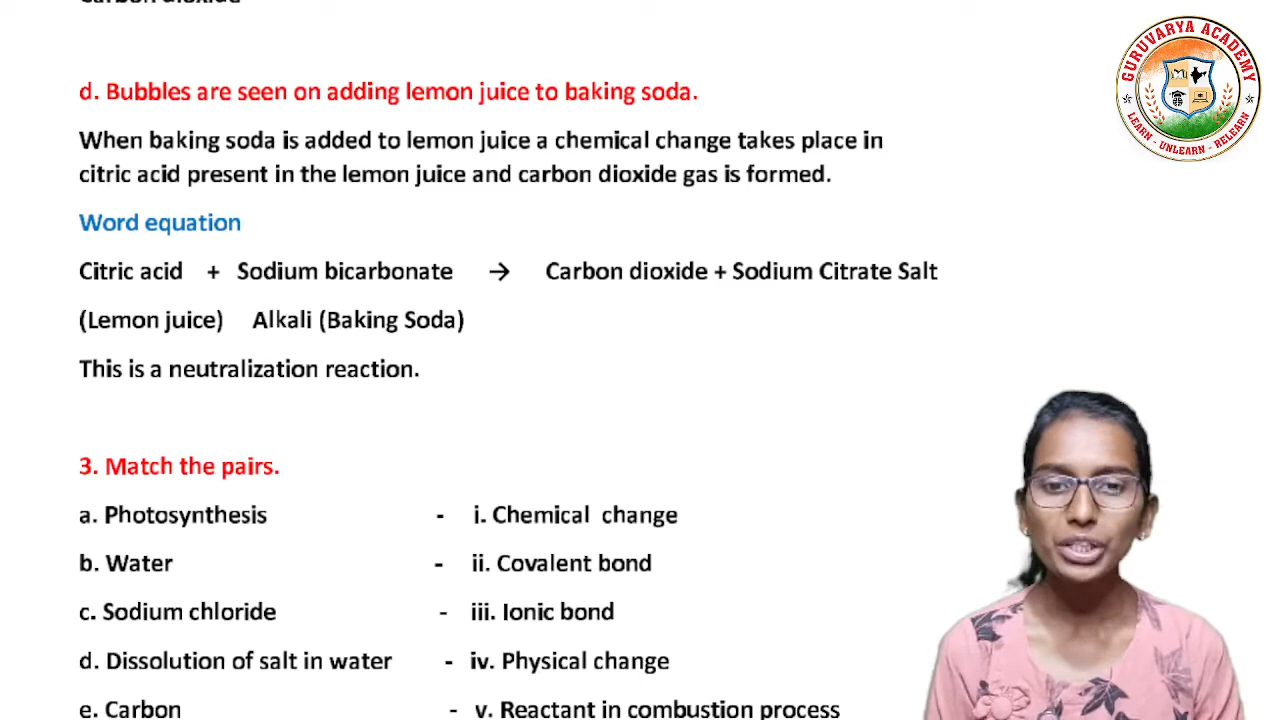 Carbon dioxide
d. Bubbles are seen on adding lemon juice to baking soda.
When baking soda is added to lemon juice a chemical change takes place in
citric acid present in the lemon juice and carbon dioxide gas is formed.
Word equation
Citric acid + Sodium bicarbonate → Carbon dioxide + Sodium Citrate Salt
(Lemon juice) Alkali (Baking Soda)
This is a neutralization reaction.
3. Match the pairs.
a. Photosynthesis - i. Chemical change
b. Water - ii. Covalent bond
c. Sodium chloride - iii. Ionic bond
d. Dissolution of salt in water - iv. Physical change
e. Carbon - v. Reactant in combustion process
GURUVARYA ACADEMY
LEARN - UNLEARN - RELEARN